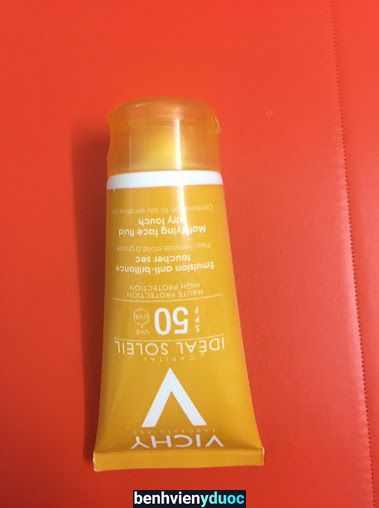 VICHY
LABORATOIRES
CAPITAL
IDÉAL SOLEIL
50
UVB
UVA
HAUTE PROTECTION
HIGH PROTECTION
Emulsion anti-brillance
toucher sec
Peau sensible mixte à grasse
Mattifying face fluid
dry touch
Combination to oily sensitive skin
benhvienyduoc